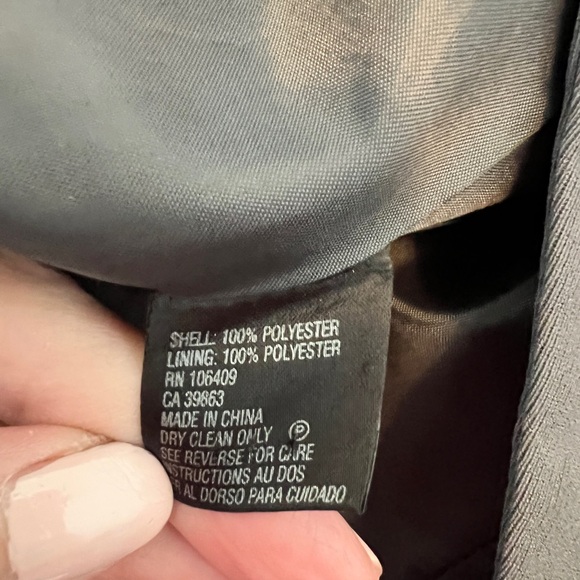 SHELL: 100% POLYESTER
LINING: 100% POLYESTER
RN 106409
CA 39863
MADE IN CHINA
DRY CLEAN ONLY Ⓟ
SEE REVERSE FOR CARE
INSTRUCTIONS AU DOS
AL DORSO PARA CUIDADO